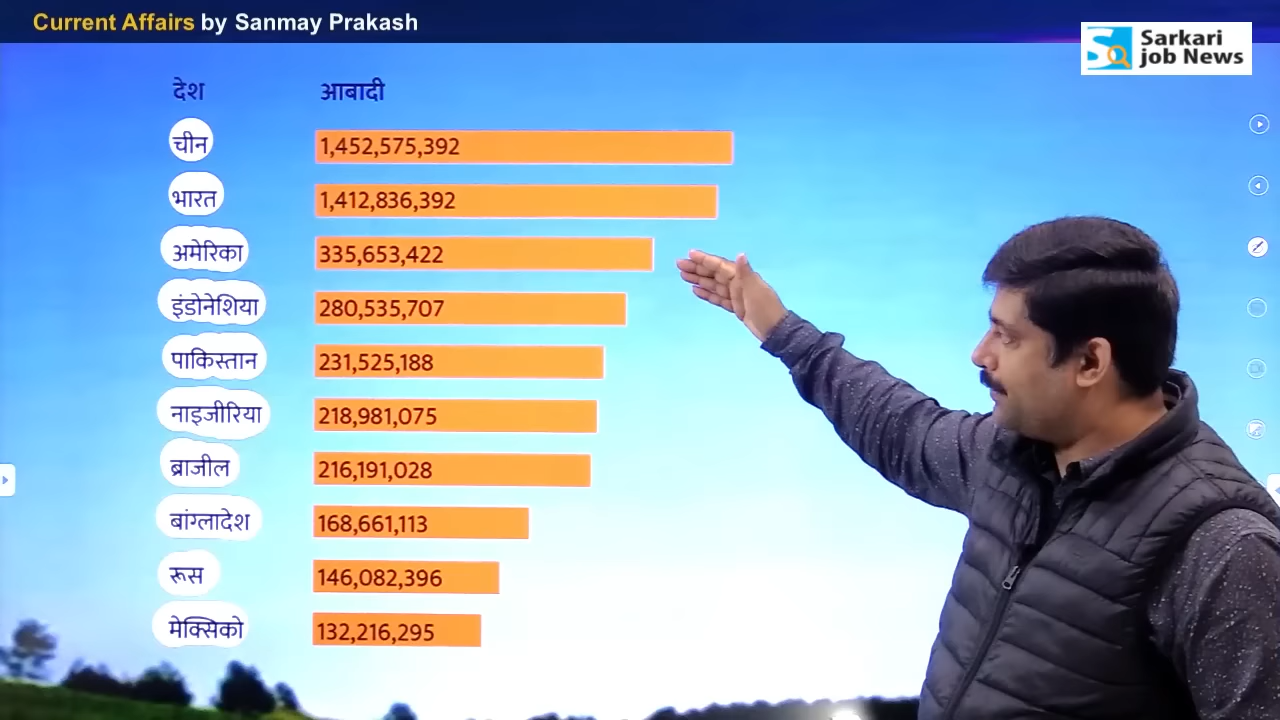 Current Affairs by Sanmay Prakash
Sarkari
job News
देश आबादी
चीन 1,452,575,392
भारत 1,412,836,392
अमेरिका 335,653,422
इंडोनेशिया 280,535,707
पाकिस्तान 231,525,188
नाइजीरिया 218,981,075
ब्राजील 216,191,028
बांग्लादेश 168,661,113
रूस 146,082,396
मेक्सिको 132,216,295